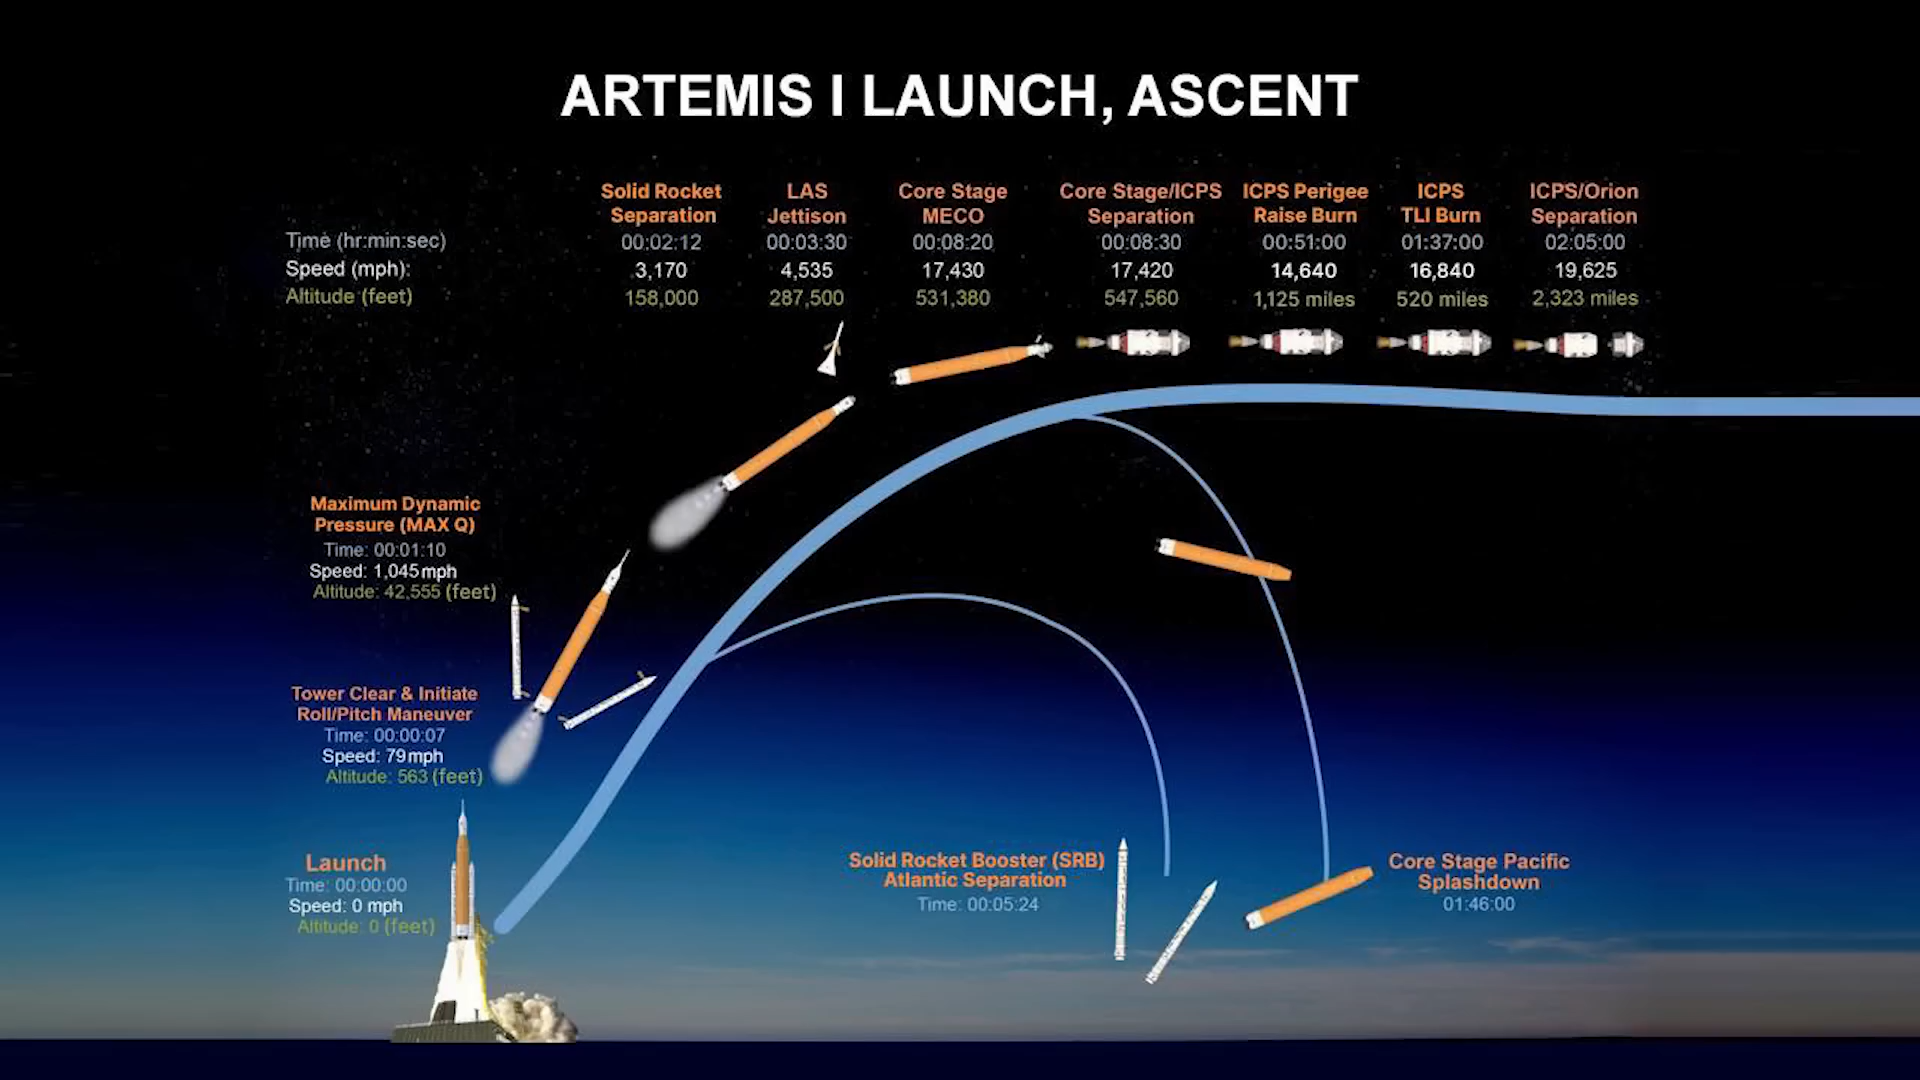 ARTEMIS I LAUNCH, ASCENT
Solid Rocket
Separation
00:02:12
3,170
158,000
LAS
Jettison
00:03:30
4,535
287,500
Core Stage
MECO
00:08:20
17,430
531,380
Core Stage/ICPS
Separation
00:08:30
17,420
547,560
ICPS Perigee
Raise Burn
00:51:00
14,640
1,125 miles
ICPS
TLI Burn
01:37:00
16,840
520 miles
ICPS/Orion
Separation
02:05:00
19,625
2,323 miles
Time (hr:min:sec)
Speed (mph):
Altitude (feet)
Maximum Dynamic
Pressure (MAX Q)
Time: 00:01:10
Speed: 1,045 mph
Altitude: 42,555 (feet)
Tower Clear & Initiate
Roll/Pitch Maneuver
Time: 00:00:07
Speed: 79 mph
Altitude: 563 (feet)
Launch
Time: 00:00:00
Speed: 0 mph
Altitude: 0 (feet)
Solid Rocket Booster (SRB)
Atlantic Separation
Time: 00:05:24
Core Stage Pacific
Splashdown
01:46:00